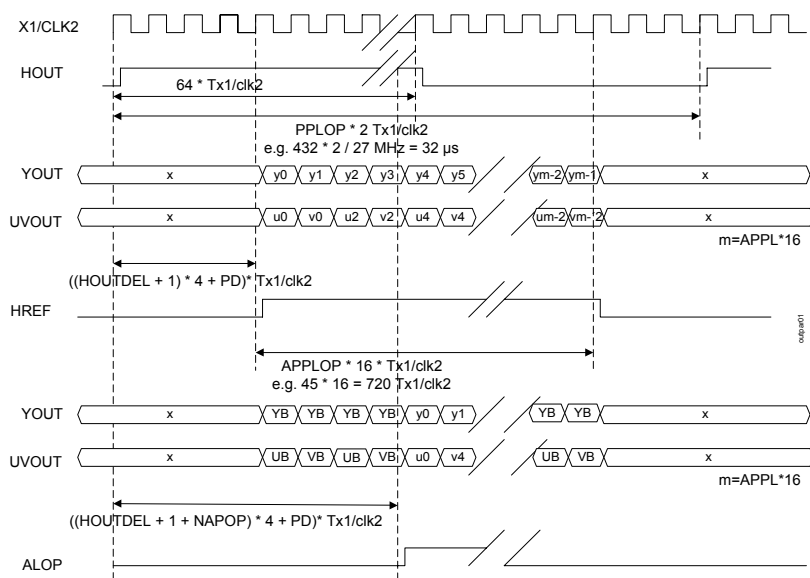 X1/CLK2
HOUT
64 * Tx1/clk2
PPLOP * 2 Tx1/clk2
e.g. 432 * 2 / 27 MHz = 32 µs
YOUT x y0 y1 y2 y3 y4 y5 ym-2 ym-1 x
UVOUT x u0 v0 u2 v2 u4 v4 um-2 vm-2 x
m=APPL*16
((HOUTDEL + 1) * 4 + PD)* Tx1/clk2
HREF
outpar01
APPLOP * 16 * Tx1/clk2
e.g. 45 * 16 = 720 Tx1/clk2
YOUT x YB YB YB YB y0 y1 YB YB x
UVOUT x UB VB UB VB u0 v4 UB VB x
m=APPL*16
((HOUTDEL + 1 + NAPOP) * 4 + PD)* Tx1/clk2
ALOP